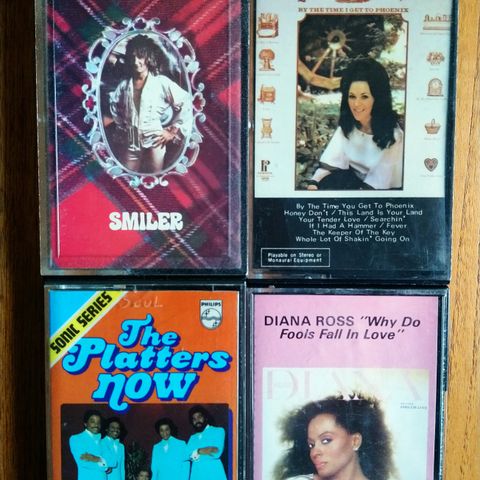 SMILER
BY THE TIME I GET TO PHOENIX
By The Time You Get To Phoenix
Honey Don't / This Land Is Your Land
Your Tender Love / Searchin'
If I Had A Hammer / Fever
The Keeper Of The Key
Whole Lot Of Shakin' Going On
Playable on Stereo or
Monaural Equipment
SONIC SERIES
SOUL
PHILIPS
The
Platters
NOW
DIANA ROSS "Why Do
Fools Fall In Love"
DIANA